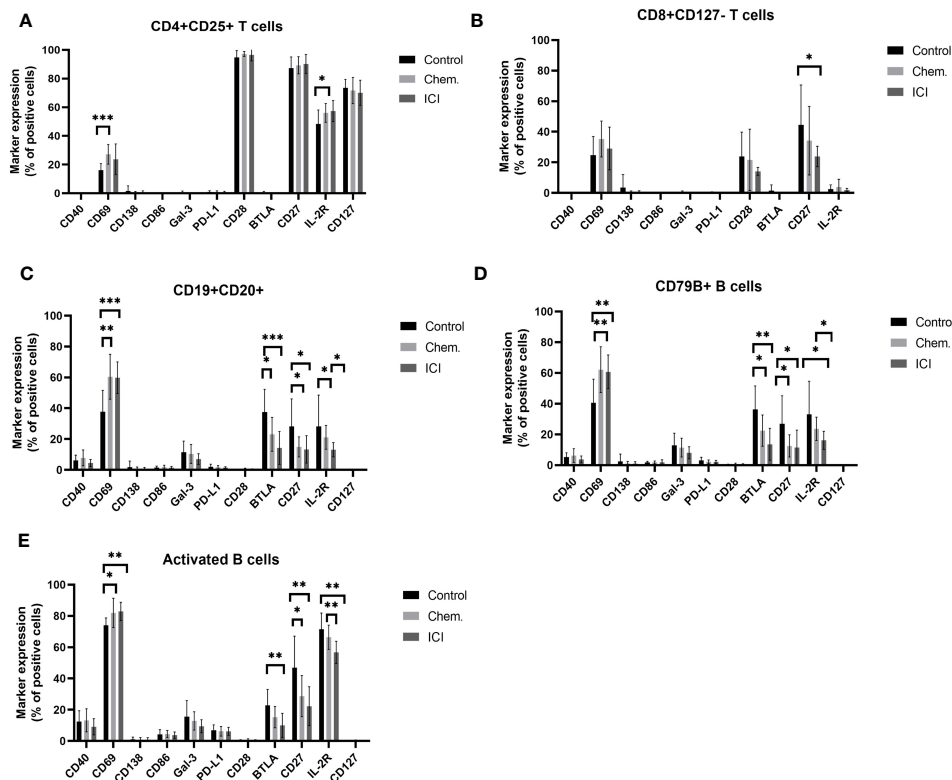 A
CD4+CD25+ T cells
Marker expression
(% of positive cells)
100
80
60
40
20
0
***
*
CD40
CD69
CD138
CD86
Gal-3
PD-L1
CD28
BTLA
CD27
IL-2R
CD127
Control
Chem.
ICI
B
CD8+CD127- T cells
Marker expression
(% of positive cells)
100
80
60
40
20
0
*
CD40
CD69
CD138
CD86
Gal-3
PD-L1
CD28
BTLA
CD27
IL-2R
Control
Chem.
ICI
C
CD19+CD20+
Marker expression
(% of positive cells)
100
80
60
40
20
0
***
**
***
*
*
*
*
*
CD40
CD69
CD138
CD86
Gal-3
PD-L1
CD28
BTLA
CD27
IL-2R
CD127
Control
Chem.
ICI
D
CD79B+ B cells
Marker expression
(% of positive cells)
100
80
60
40
20
0
**
**
**
*
*
*
*
*
CD40
CD69
CD138
CD86
Gal-3
PD-L1
CD28
BTLA
CD27
IL-2R
CD127
Control
Chem.
ICI
E
Activated B cells
Marker expression
(% of positive cells)
100
80
60
40
20
0
**
*
**
**
*
**
**
CD40
CD69
CD138
CD86
Gal-3
PD-L1
CD28
BTLA
CD27
IL-2R
CD127
Control
Chem.
ICI